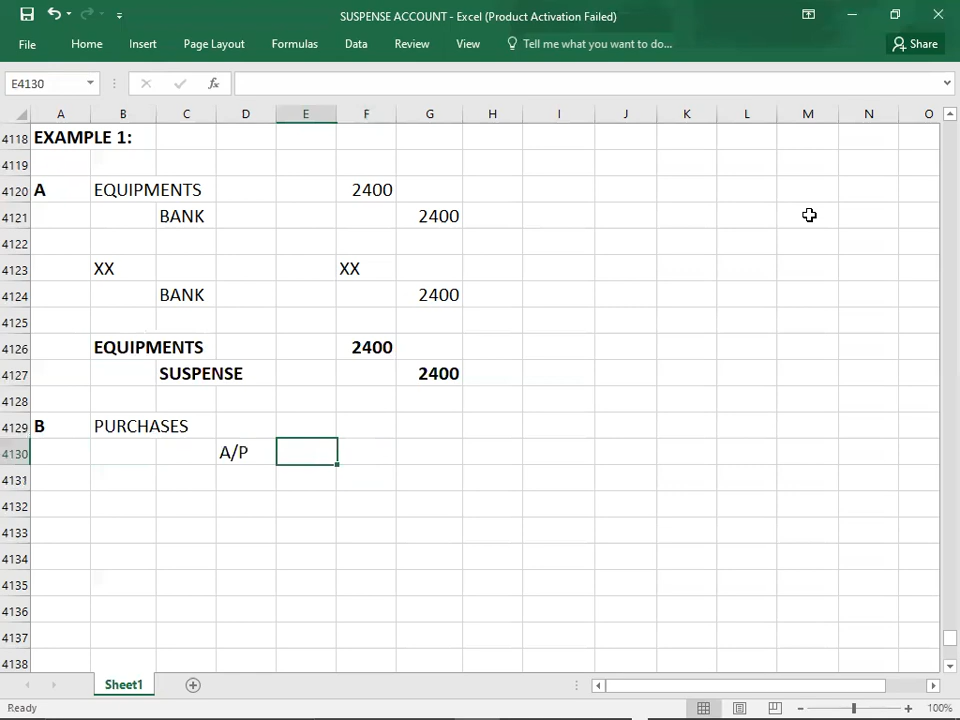 SUSPENSE ACCOUNT - Excel (Product Activation Failed)
File Home Insert Page Layout Formulas Data Review View Tell me what you want to do... Share
E4130 fx
A B C D E F G H I J K L M N O
4118 EXAMPLE 1:
4119
4120 A EQUIPMENTS 2400
4121 BANK 2400
4122
4123 XX XX
4124 BANK 2400
4125
4126 EQUIPMENTS 2400
4127 SUSPENSE 2400
4128
4129 B PURCHASES
4130 A/P
4131
4132
4133
4134
4135
4136
4137
4138
Sheet1
Ready 100%